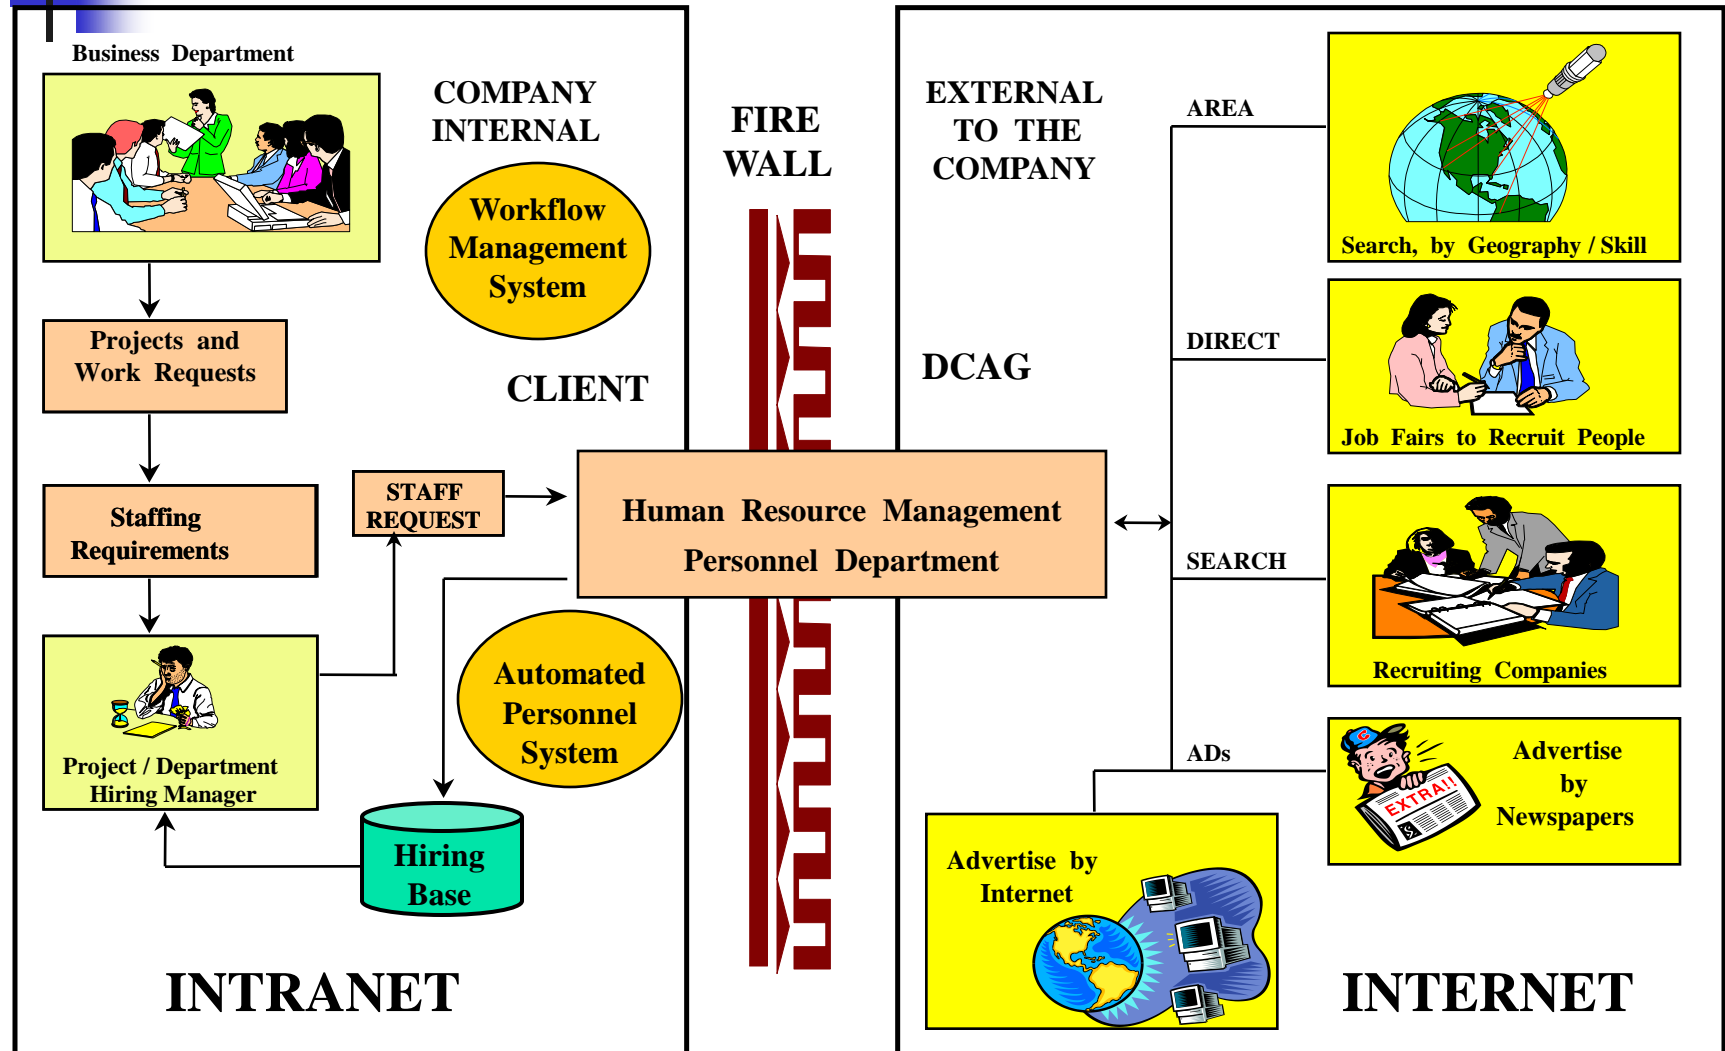 Business Department
COMPANY
INTERNAL
Workflow
Management
System
Projects and
Work Requests
CLIENT
Staffing
Requirements
STAFF
REQUEST
Project / Department
Hiring Manager
Automated
Personnel
System
Hiring
Base
INTRANET
FIRE
WALL
Human Resource Management
Personnel Department
EXTERNAL
TO THE
COMPANY
DCAG
AREA
Search, by Geography / Skill
DIRECT
Job Fairs to Recruit People
SEARCH
Recruiting Companies
ADs
C
EXTRA!!
Advertise
by
Newspapers
Advertise by
Internet
INTERNET